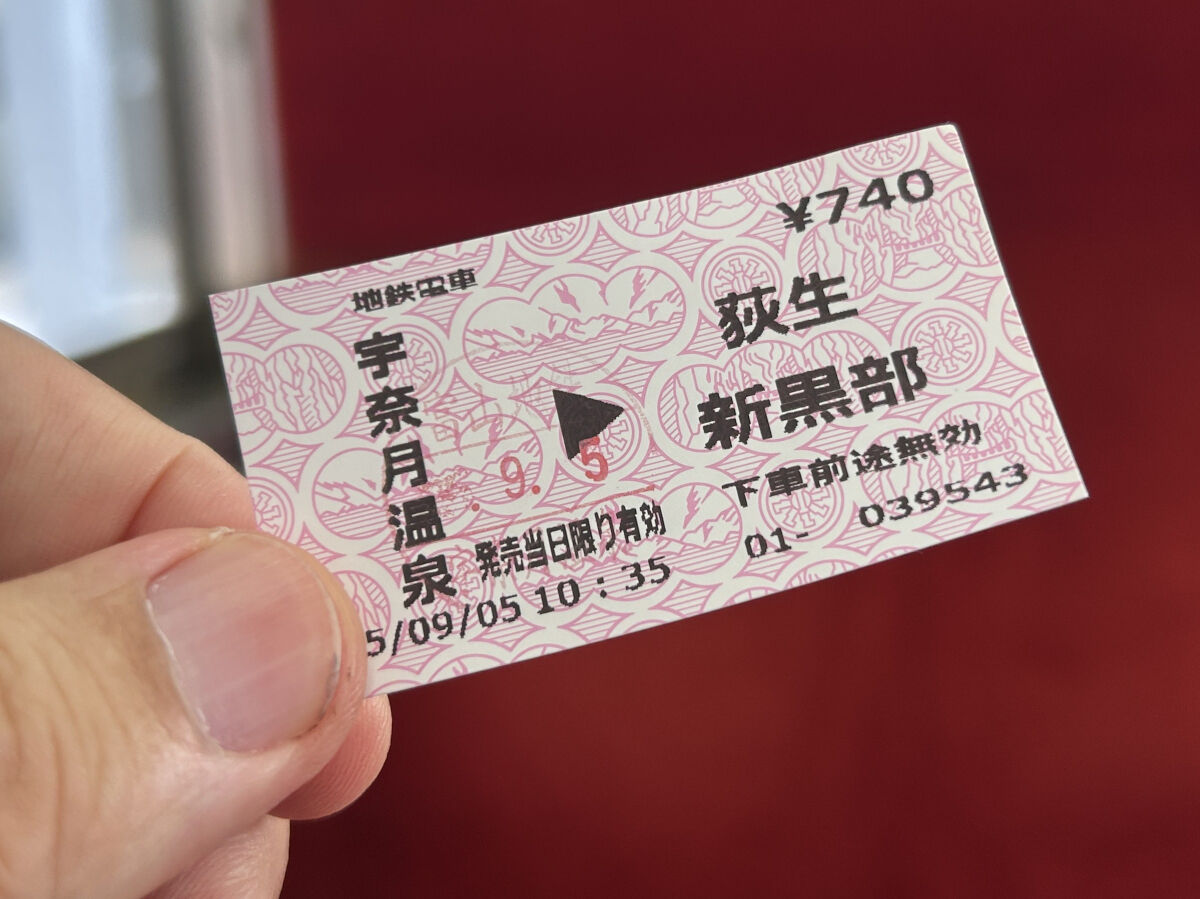 ¥740
地鉄電車
宇奈月温泉
▶
荻生
新黒部
7. 9. 5
発売当日限り有効
下車前途無効
5/09/05 10:35
01- 039543